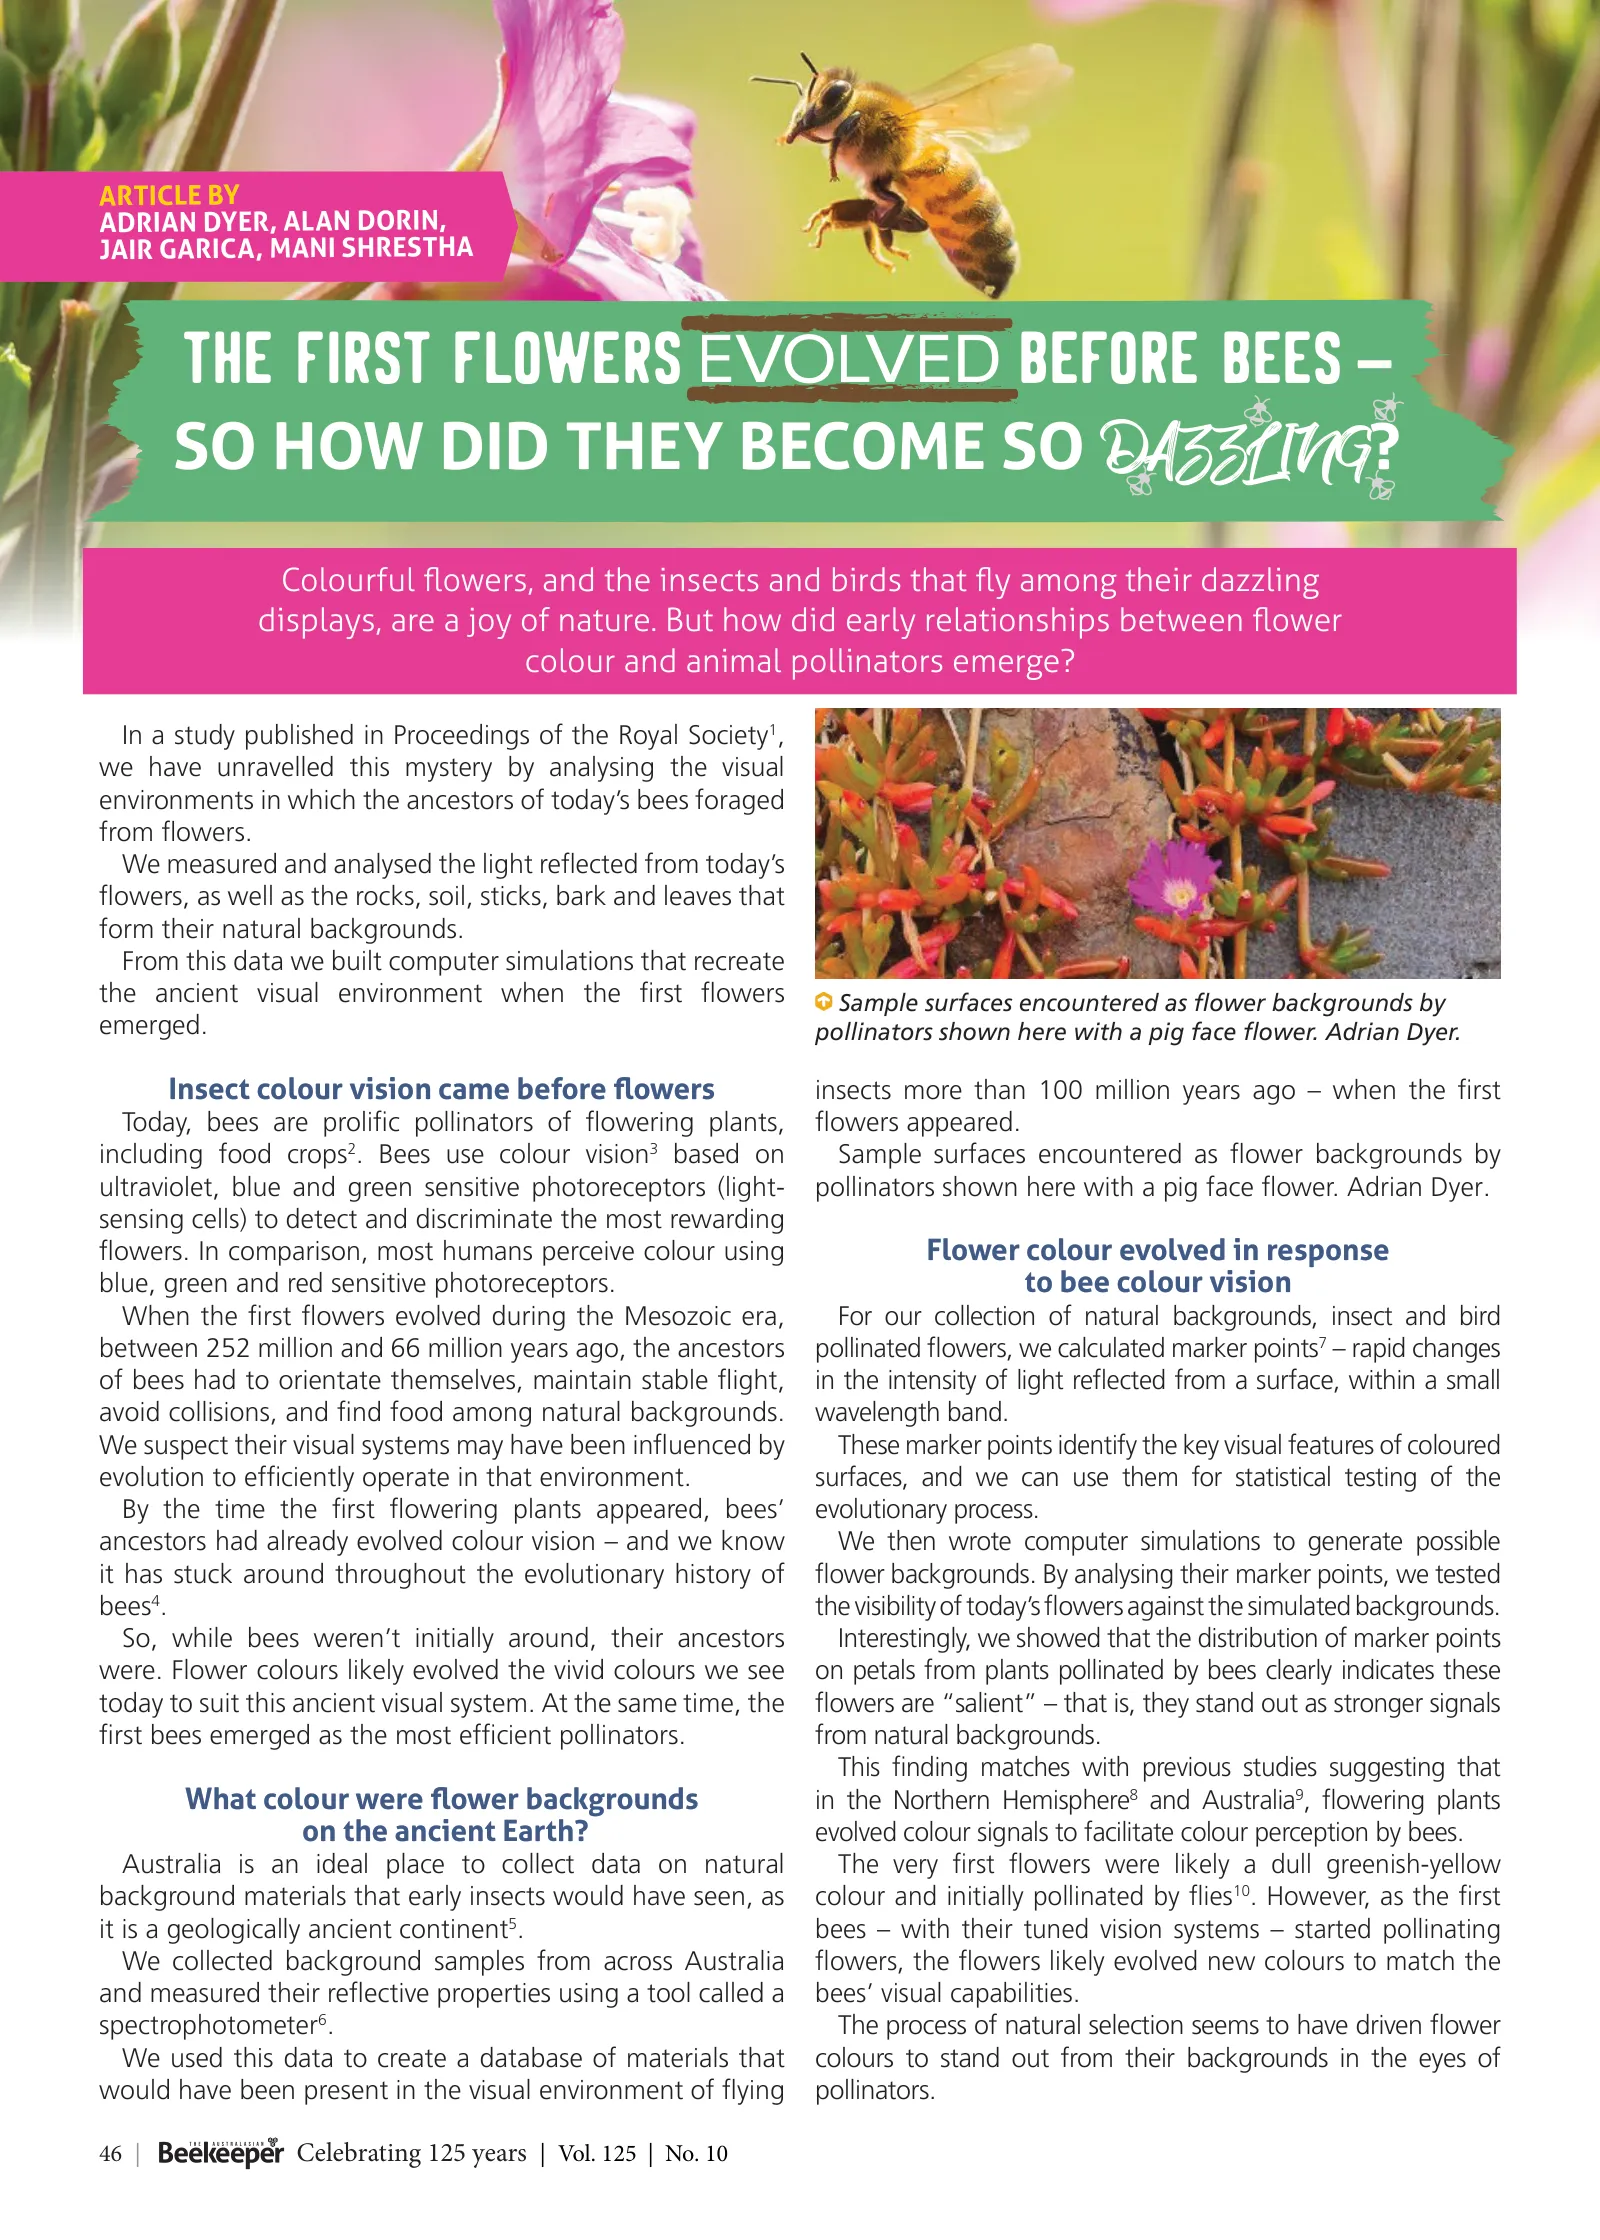 ARTICLE BY
ADRIAN DYER, ALAN DORIN,
JAIR GARICA, MANI SHRESTHA
THE FIRST FLOWERS EVOLVED BEFORE BEES –
SO HOW DID THEY BECOME SO DAZZLING?
Colourful flowers, and the insects and birds that fly among their dazzling
displays, are a joy of nature. But how did early relationships between flower
colour and animal pollinators emerge?
In a study published in Proceedings of the Royal Society¹,
we have unravelled this mystery by analysing the visual
environments in which the ancestors of today’s bees foraged
from flowers.
We measured and analysed the light reflected from today’s
flowers, as well as the rocks, soil, sticks, bark and leaves that
form their natural backgrounds.
From this data we built computer simulations that recreate
the ancient visual environment when the first flowers
emerged.
Insect colour vision came before flowers
Today, bees are prolific pollinators of flowering plants,
including food crops². Bees use colour vision³ based on
ultraviolet, blue and green sensitive photoreceptors (light-
sensing cells) to detect and discriminate the most rewarding
flowers. In comparison, most humans perceive colour using
blue, green and red sensitive photoreceptors.
When the first flowers evolved during the Mesozoic era,
between 252 million and 66 million years ago, the ancestors
of bees had to orientate themselves, maintain stable flight,
avoid collisions, and find food among natural backgrounds.
We suspect their visual systems may have been influenced by
evolution to efficiently operate in that environment.
By the time the first flowering plants appeared, bees’
ancestors had already evolved colour vision – and we know
it has stuck around throughout the evolutionary history of
bees⁴.
So, while bees weren’t initially around, their ancestors
were. Flower colours likely evolved the vivid colours we see
today to suit this ancient visual system. At the same time, the
first bees emerged as the most efficient pollinators.
What colour were flower backgrounds
on the ancient Earth?
Australia is an ideal place to collect data on natural
background materials that early insects would have seen, as
it is a geologically ancient continent⁵.
We collected background samples from across Australia
and measured their reflective properties using a tool called a
spectrophotometer⁶.
We used this data to create a database of materials that
would have been present in the visual environment of flying
Sample surfaces encountered as flower backgrounds by
pollinators shown here with a pig face flower. Adrian Dyer.
insects more than 100 million years ago – when the first
flowers appeared.
Sample surfaces encountered as flower backgrounds by
pollinators shown here with a pig face flower. Adrian Dyer.
Flower colour evolved in response
to bee colour vision
For our collection of natural backgrounds, insect and bird
pollinated flowers, we calculated marker points⁷ – rapid changes
in the intensity of light reflected from a surface, within a small
wavelength band.
These marker points identify the key visual features of coloured
surfaces, and we can use them for statistical testing of the
evolutionary process.
We then wrote computer simulations to generate possible
flower backgrounds. By analysing their marker points, we tested
the visibility of today’s flowers against the simulated backgrounds.
Interestingly, we showed that the distribution of marker points
on petals from plants pollinated by bees clearly indicates these
flowers are “salient” – that is, they stand out as stronger signals
from natural backgrounds.
This finding matches with previous studies suggesting that
in the Northern Hemisphere⁸ and Australia⁹, flowering plants
evolved colour signals to facilitate colour perception by bees.
The very first flowers were likely a dull greenish-yellow
colour and initially pollinated by flies¹⁰. However, as the first
bees – with their tuned vision systems – started pollinating
flowers, the flowers likely evolved new colours to match the
bees’ visual capabilities.
The process of natural selection seems to have driven flower
colours to stand out from their backgrounds in the eyes of
pollinators.
46 | THE AUSTRALASIAN Beekeeper Celebrating 125 years | Vol. 125 | No. 10